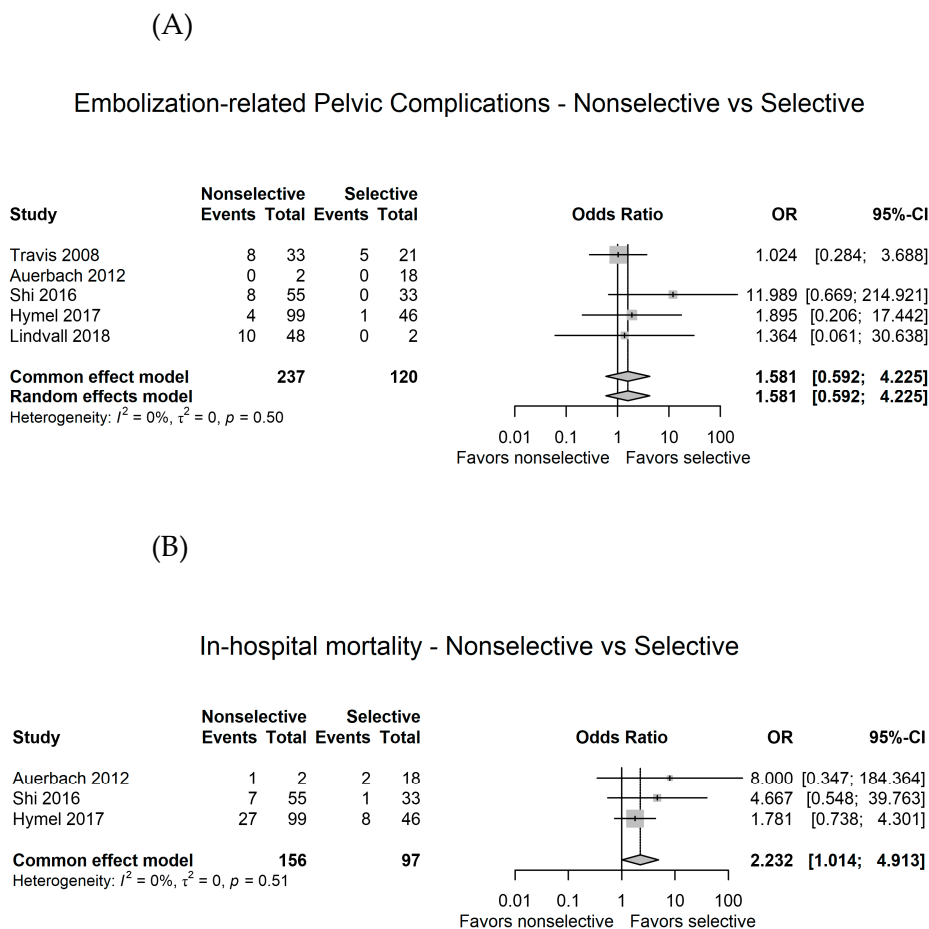 (A)
Embolization-related Pelvic Complications - Nonselective vs Selective
Nonselective Selective
Study Events Total Events Total Odds Ratio OR 95%-CI
Travis 2008 8 33 5 21 1.024 [0.284; 3.688]
Auerbach 2012 0 2 0 18
Shi 2016 8 55 0 33 11.989 [0.669; 214.921]
Hymel 2017 4 99 1 46 1.895 [0.206; 17.442]
Lindvall 2018 10 48 0 2 1.364 [0.061; 30.638]
Common effect model 237 120 1.581 [0.592; 4.225]
Random effects model 1.581 [0.592; 4.225]
Heterogeneity: I² = 0%, τ² = 0, p = 0.50
0.01 0.1 1 10 100
Favors nonselective Favors selective
(B)
In-hospital mortality - Nonselective vs Selective
Nonselective Selective
Study Events Total Events Total Odds Ratio OR 95%-CI
Auerbach 2012 1 2 2 18 8.000 [0.347; 184.364]
Shi 2016 7 55 1 33 4.667 [0.548; 39.763]
Hymel 2017 27 99 8 46 1.781 [0.738; 4.301]
Common effect model 156 97 2.232 [1.014; 4.913]
Heterogeneity: I² = 0%, τ² = 0, p = 0.51
0.01 0.1 1 10 100
Favors nonselective Favors selective